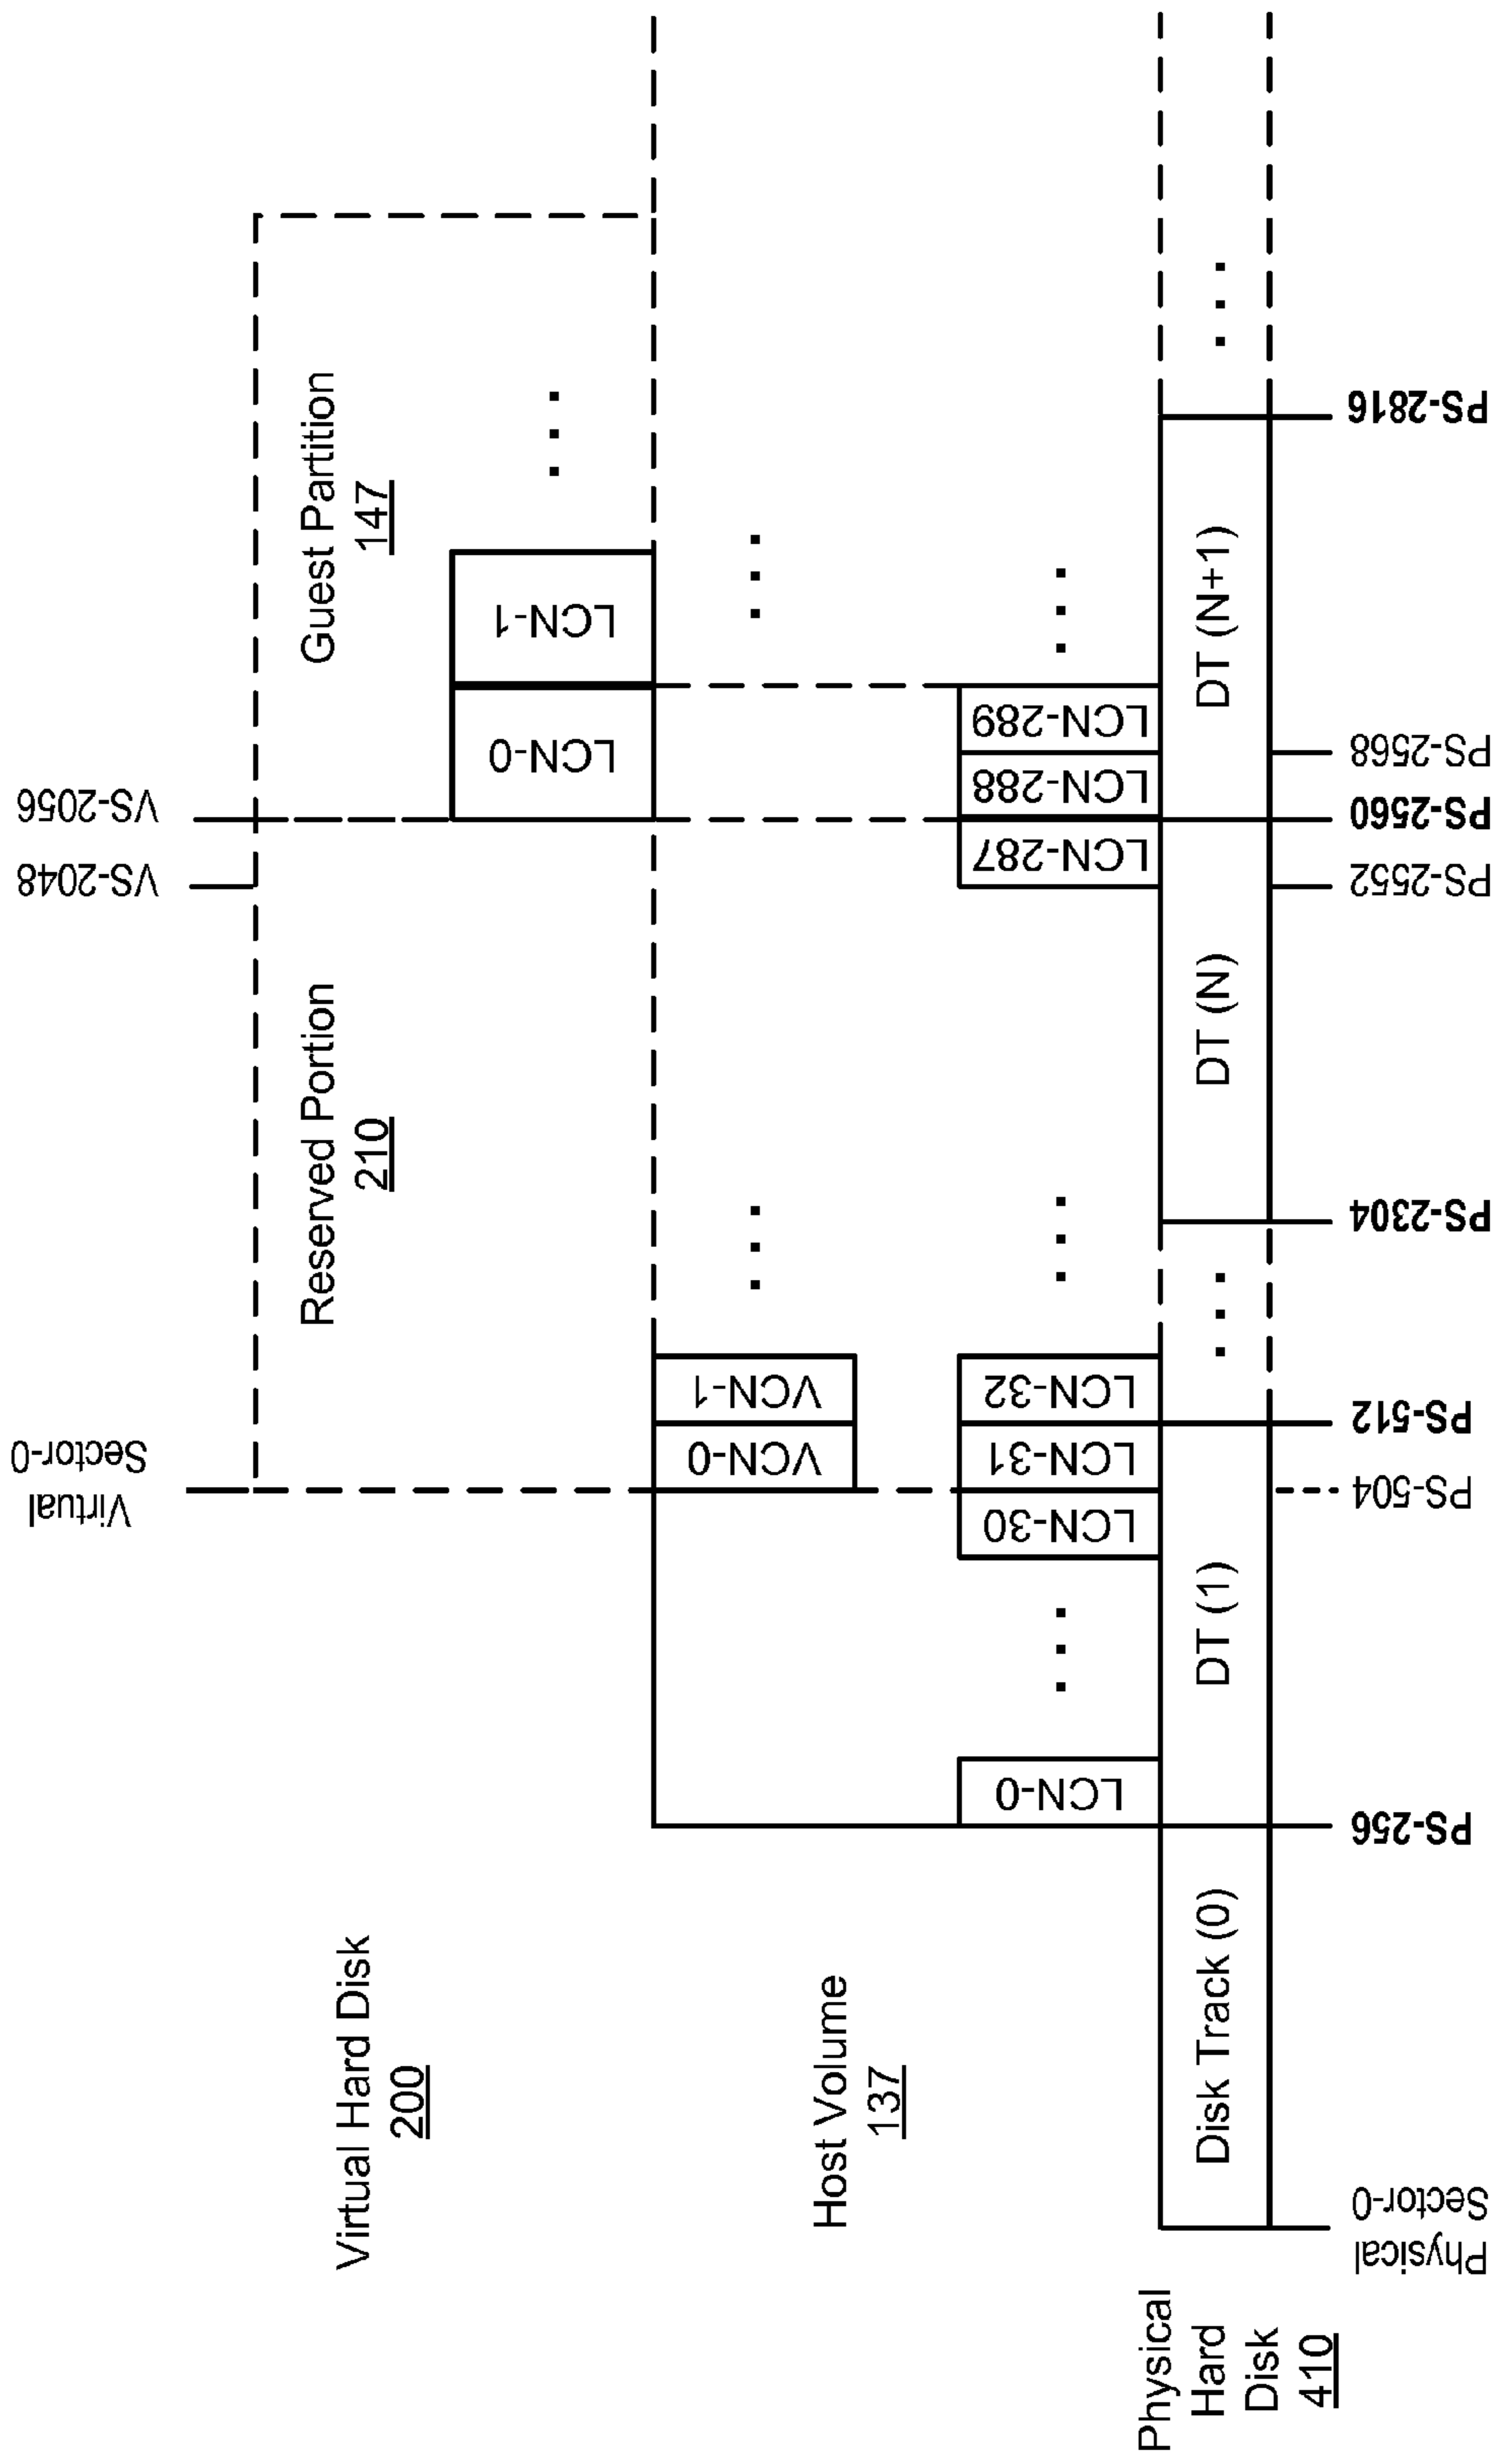 Virtual
Sector-0
VS-2048
VS-2056
Virtual Hard Disk
200
Reserved Portion
210
Guest Partition
147
LCN-0
LCN-1
...
Host Volume
137
VCN-0
VCN-1
...
...
LCN-0
...
LCN-30
LCN-31
LCN-32
...
LCN-287
LCN-288
LCN-289
...
Physical
Hard
Disk
410
Disk Track (0)
DT (1)
...
DT (N)
DT (N+1)
...
Physical
Sector-0
PS-256
PS-504
PS-512
PS-2304
PS-2552
PS-2560
PS-2568
PS-2816